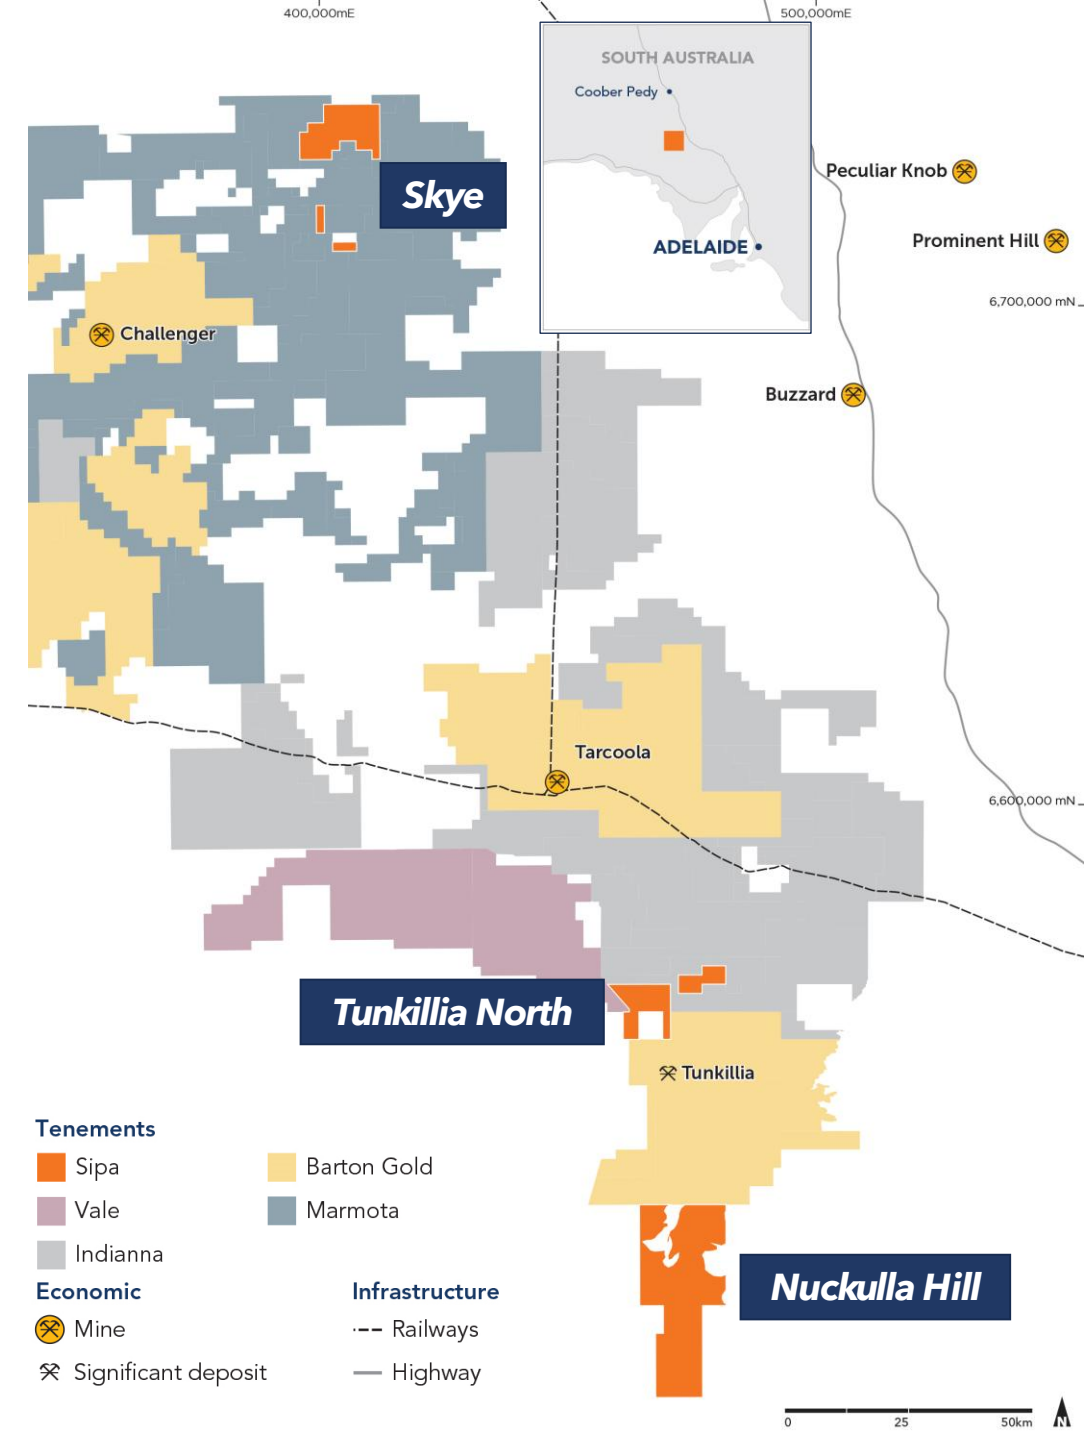 400,000mE
500,000mE
SOUTH AUSTRALIA
Coober Pedy
ADELAIDE
Peculiar Knob
Skye
Prominent Hill
6,700,000 mN
Challenger
Buzzard
Tarcoola
6,600,000 mN
Tunkillia North
Tunkillia
Tenements
Sipa
Barton Gold
Vale
Marmota
Indianna
Nuckulla Hill
Economic
Infrastructure
Mine
Railways
Significant deposit
Highway
0
25
50km
N